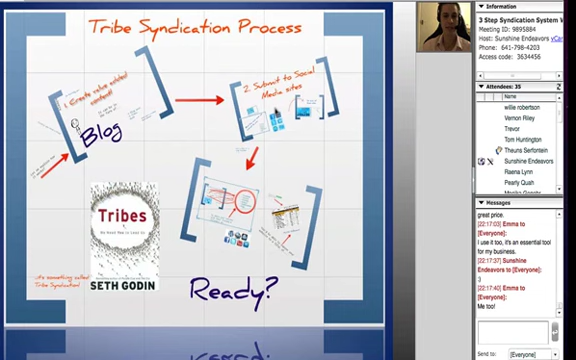 Tribe Syndication Process
1. Create value added
content!
Blog
2. Submit to Social
Media sites
Tribes
We Need You to Lead Us
SETH GODIN
...it's something called
Tribe Syndication!
Ready?
Information
3 Step Syndication System W
Meeting ID: 9895884
Host: Sunshine Endeavors
Phone: 641-798-4203
Access code: 3634456
Attendees: 35
Name
willie robertson
Vernon Riley
Trevor
Tom Huntington
Theuns Serfontein
Sunshine Endeavors
Raena Lynn
Pearly Quah
Messages
great price.
[22:17:03] Emma to
[Everyone]:
I use it too, it's an essential tool
for my business.
[22:17:37] Sunshine
Endeavors to [Everyone]:
:)
[22:17:40] Emma to
[Everyone]:
Me too!
Send to:
[Everyone]